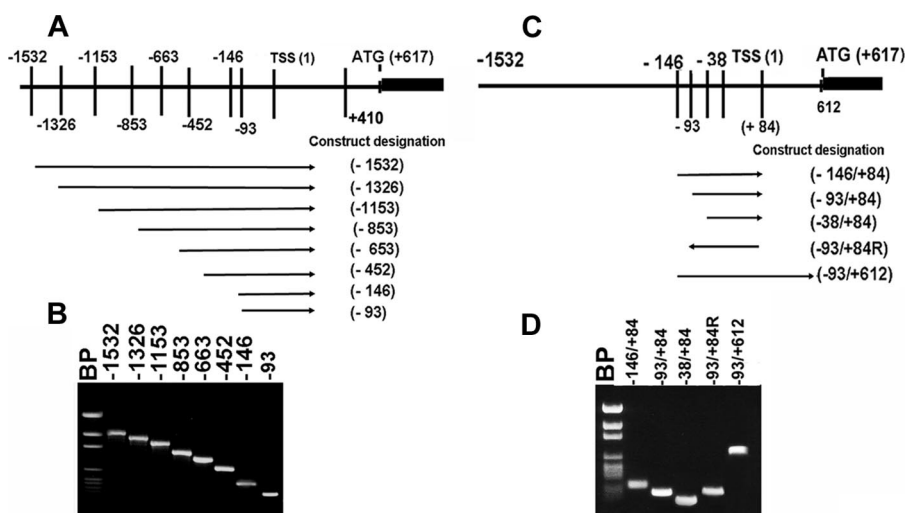 A
-1532 -1153 -663 -146 TSS (1) ATG (+617)
-1326 -853 -452 -93 +410
Construct designation
(- 1532)
(- 1326)
(-1153)
(- 853)
(- 653)
(- 452)
(- 146)
(- 93)
B
BP -1532 -1326 -1153 -853 -663 -452 -146 -93
C
-1532 - 146 - 38 TSS (1) ATG (+617)
- 93 (+ 84) 612
Construct designation
(- 146/+84)
(- 93/+84)
(-38/+84)
(-93/+84R)
(-93/+612)
D
BP -146/+84 -93/+84 -38/+84 -93/+84R -93/+612